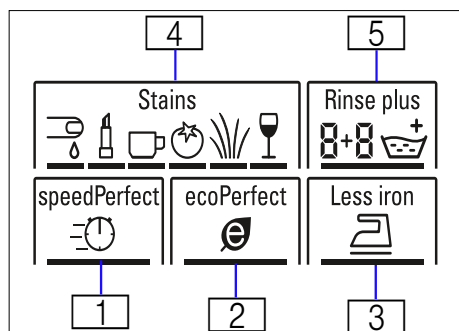 4 5
Stains Rinse plus
8+8 +
speedPerfect ecoPerfect Less iron
e
1 2 3